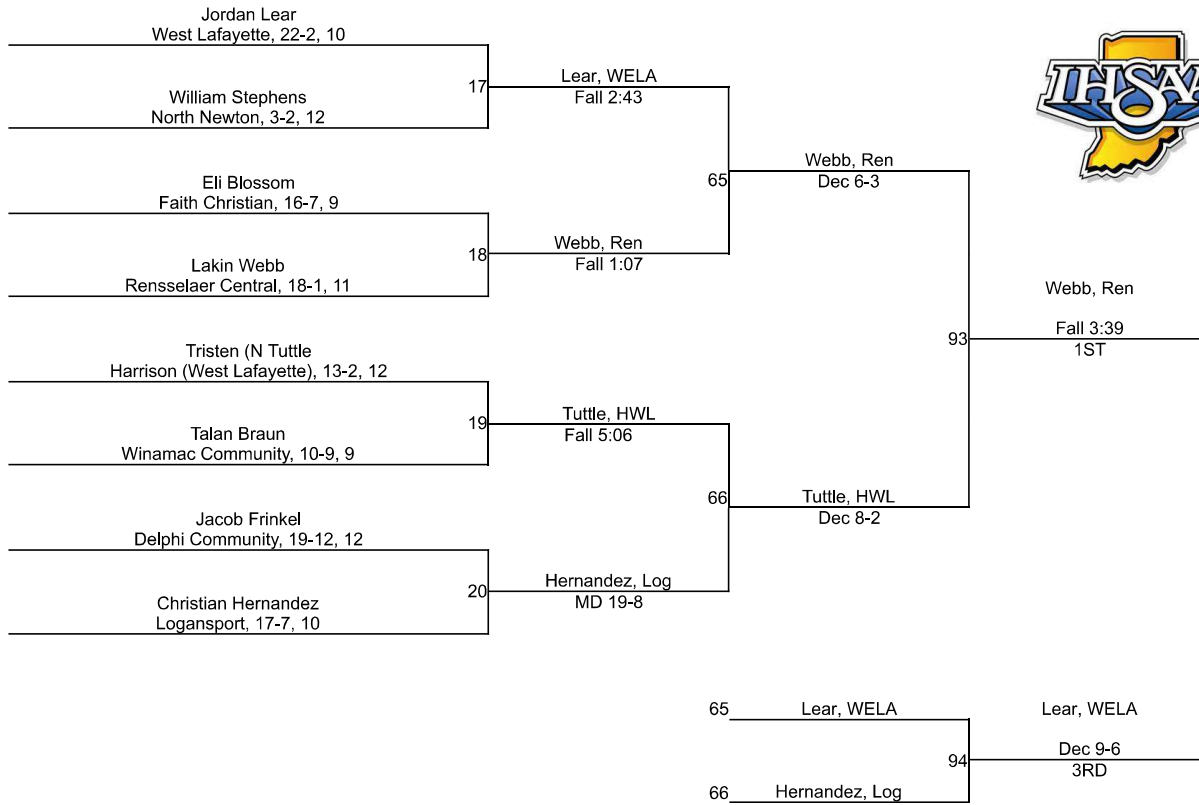 Jordan Lear
West Lafayette, 22-2, 10
17
Lear, WELA
Fall 2:43
William Stephens
North Newton, 3-2, 12
IHSAA
65
Webb, Ren
Dec 6-3
Eli Blossom
Faith Christian, 16-7, 9
18
Webb, Ren
Fall 1:07
Lakin Webb
Rensselaer Central, 18-1, 11
93
Webb, Ren
Fall 3:39
1ST
Tristen (N Tuttle
Harrison (West Lafayette), 13-2, 12
19
Tuttle, HWL
Fall 5:06
Talan Braun
Winamac Community, 10-9, 9
66
Tuttle, HWL
Dec 8-2
Jacob Frinkel
Delphi Community, 19-12, 12
20
Hernandez, Log
MD 19-8
Christian Hernandez
Logansport, 17-7, 10
65
Lear, WELA
94
Lear, WELA
Dec 9-6
3RD
66
Hernandez, Log